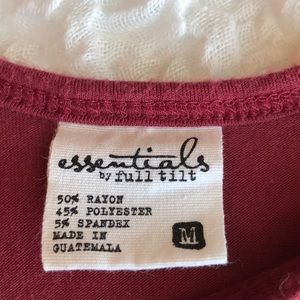 essentials
by full tilt
50% RAYON
45% POLYESTER
5% SPANDEX
MADE IN
GUATEMALA
M